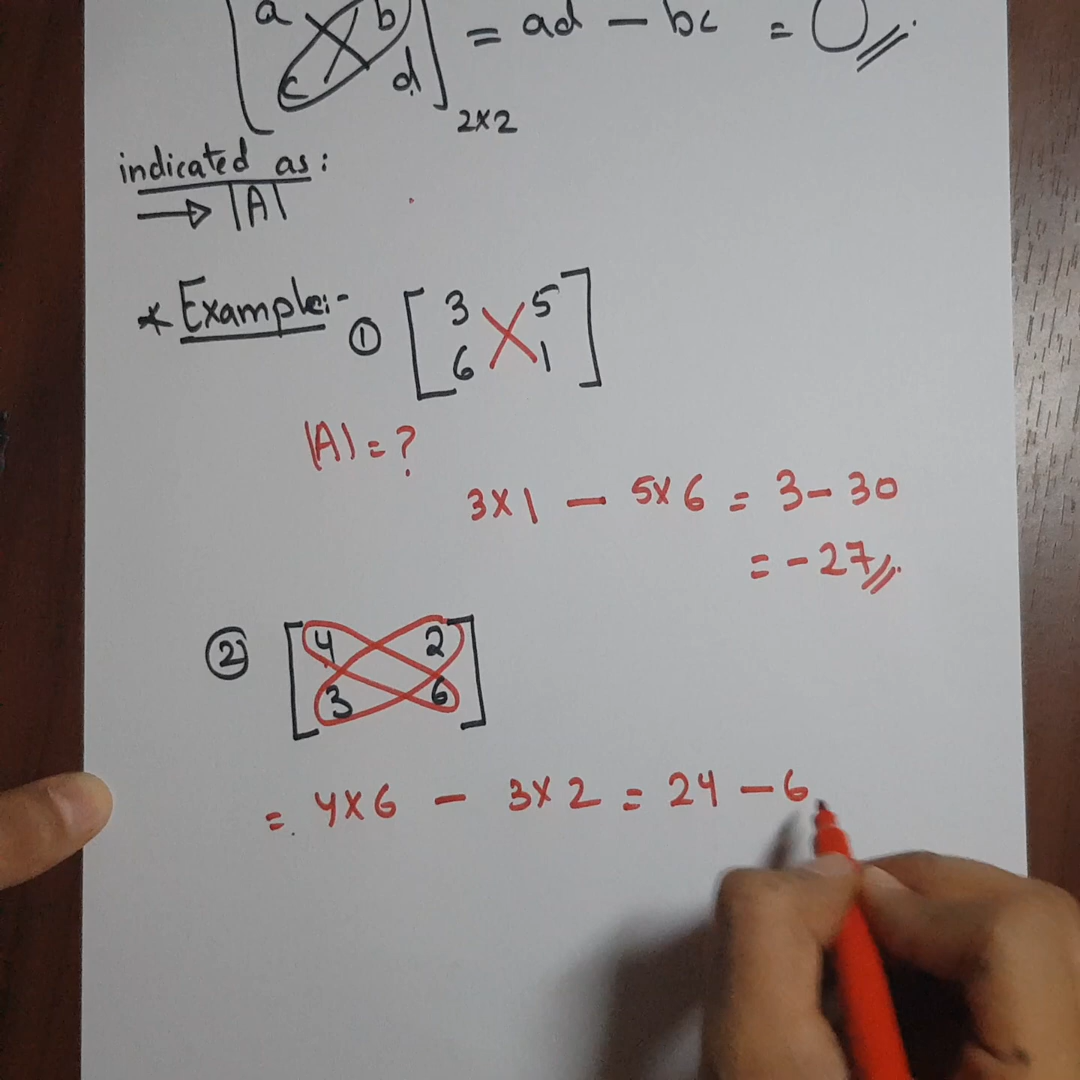 [a b
c d] 2x2 = ad - bc = 0
indicated as:
→ |A|
* Example:- ① [3 5
6 1]
|A| = ?
3x1 - 5x6 = 3 - 30
= -27
② [4 2
3 6]
= 4x6 - 3x2 = 24 - 6